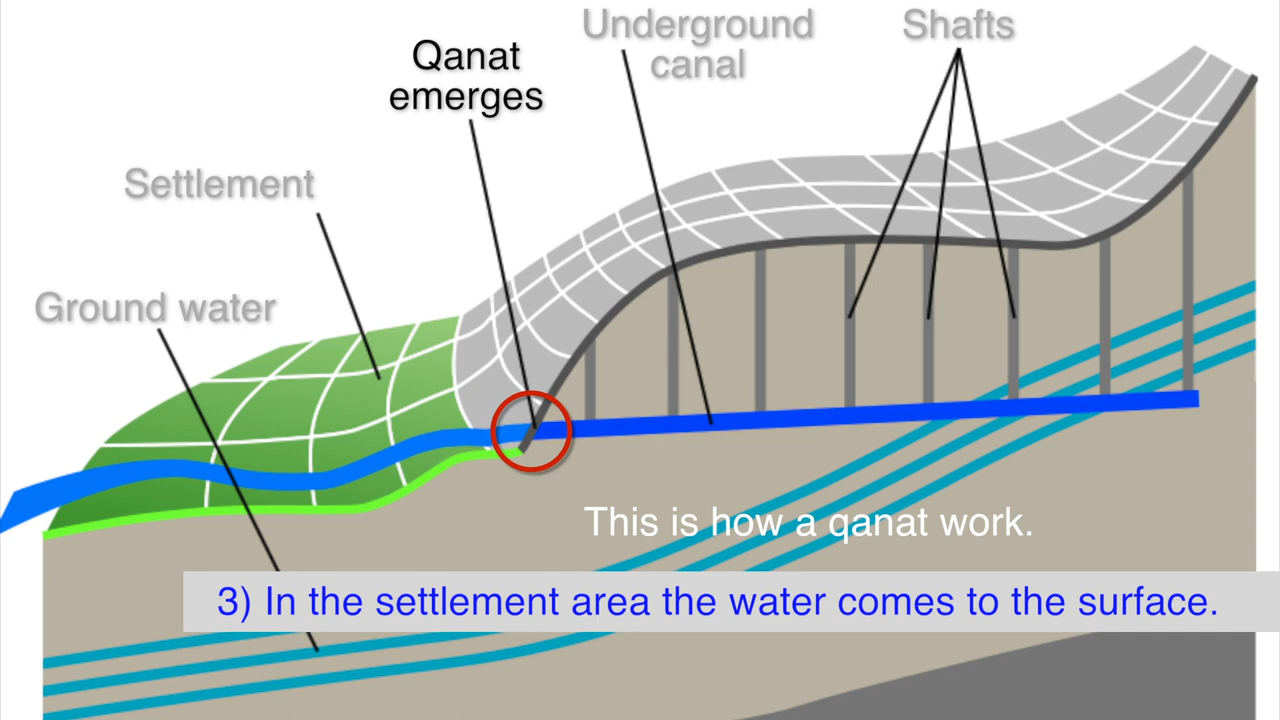 Underground
canal
Shafts
Qanat
emerges
Settlement
Ground water
This is how a qanat work.
3) In the settlement area the water comes to the surface.